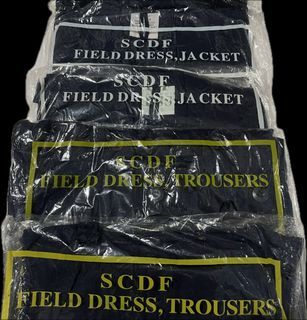 SCDF
FIELD DRESS, JACKET
SCDF
FIELD DRESS, JACKET
SCDF
FIELD DRESS, TROUSERS
SCDF
FIELD DRESS, TROUSERS